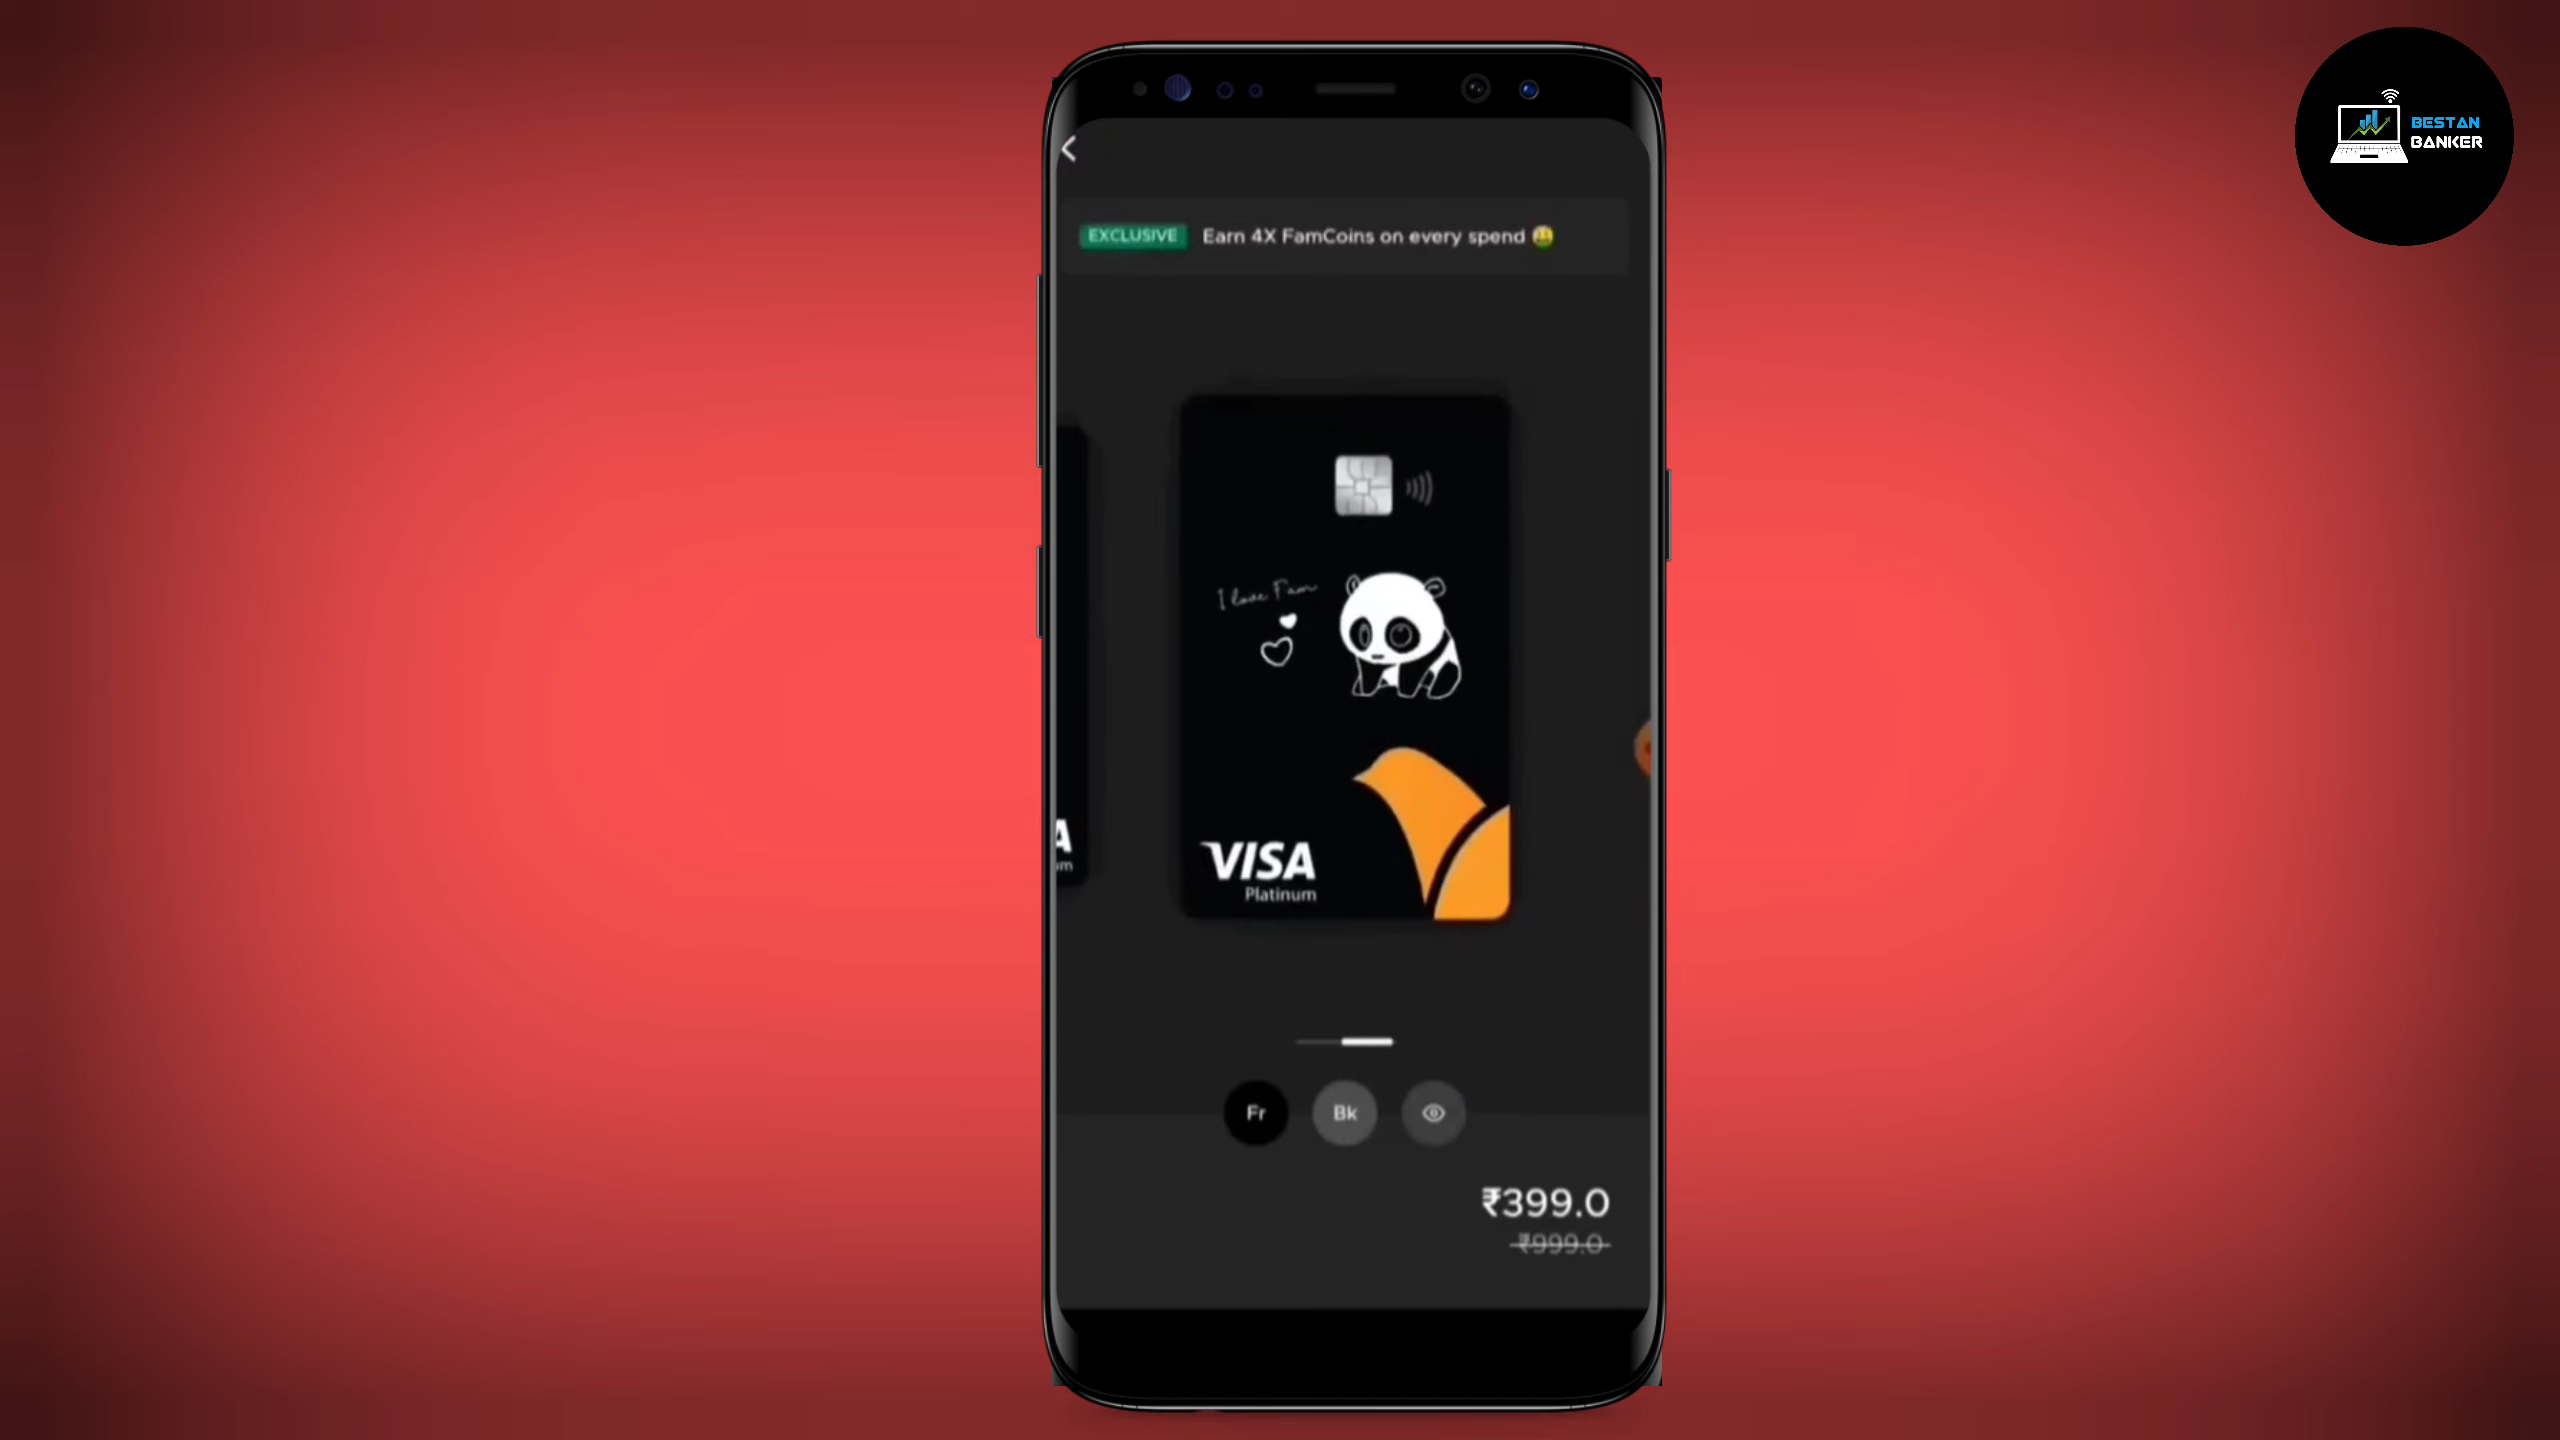 BESTAN
BANKER
EXCLUSIVE Earn 4X FamCoins on every spend
I love Fam
A
om
VISA
Platinum
Fr Bk
₹399.0
₹999.0